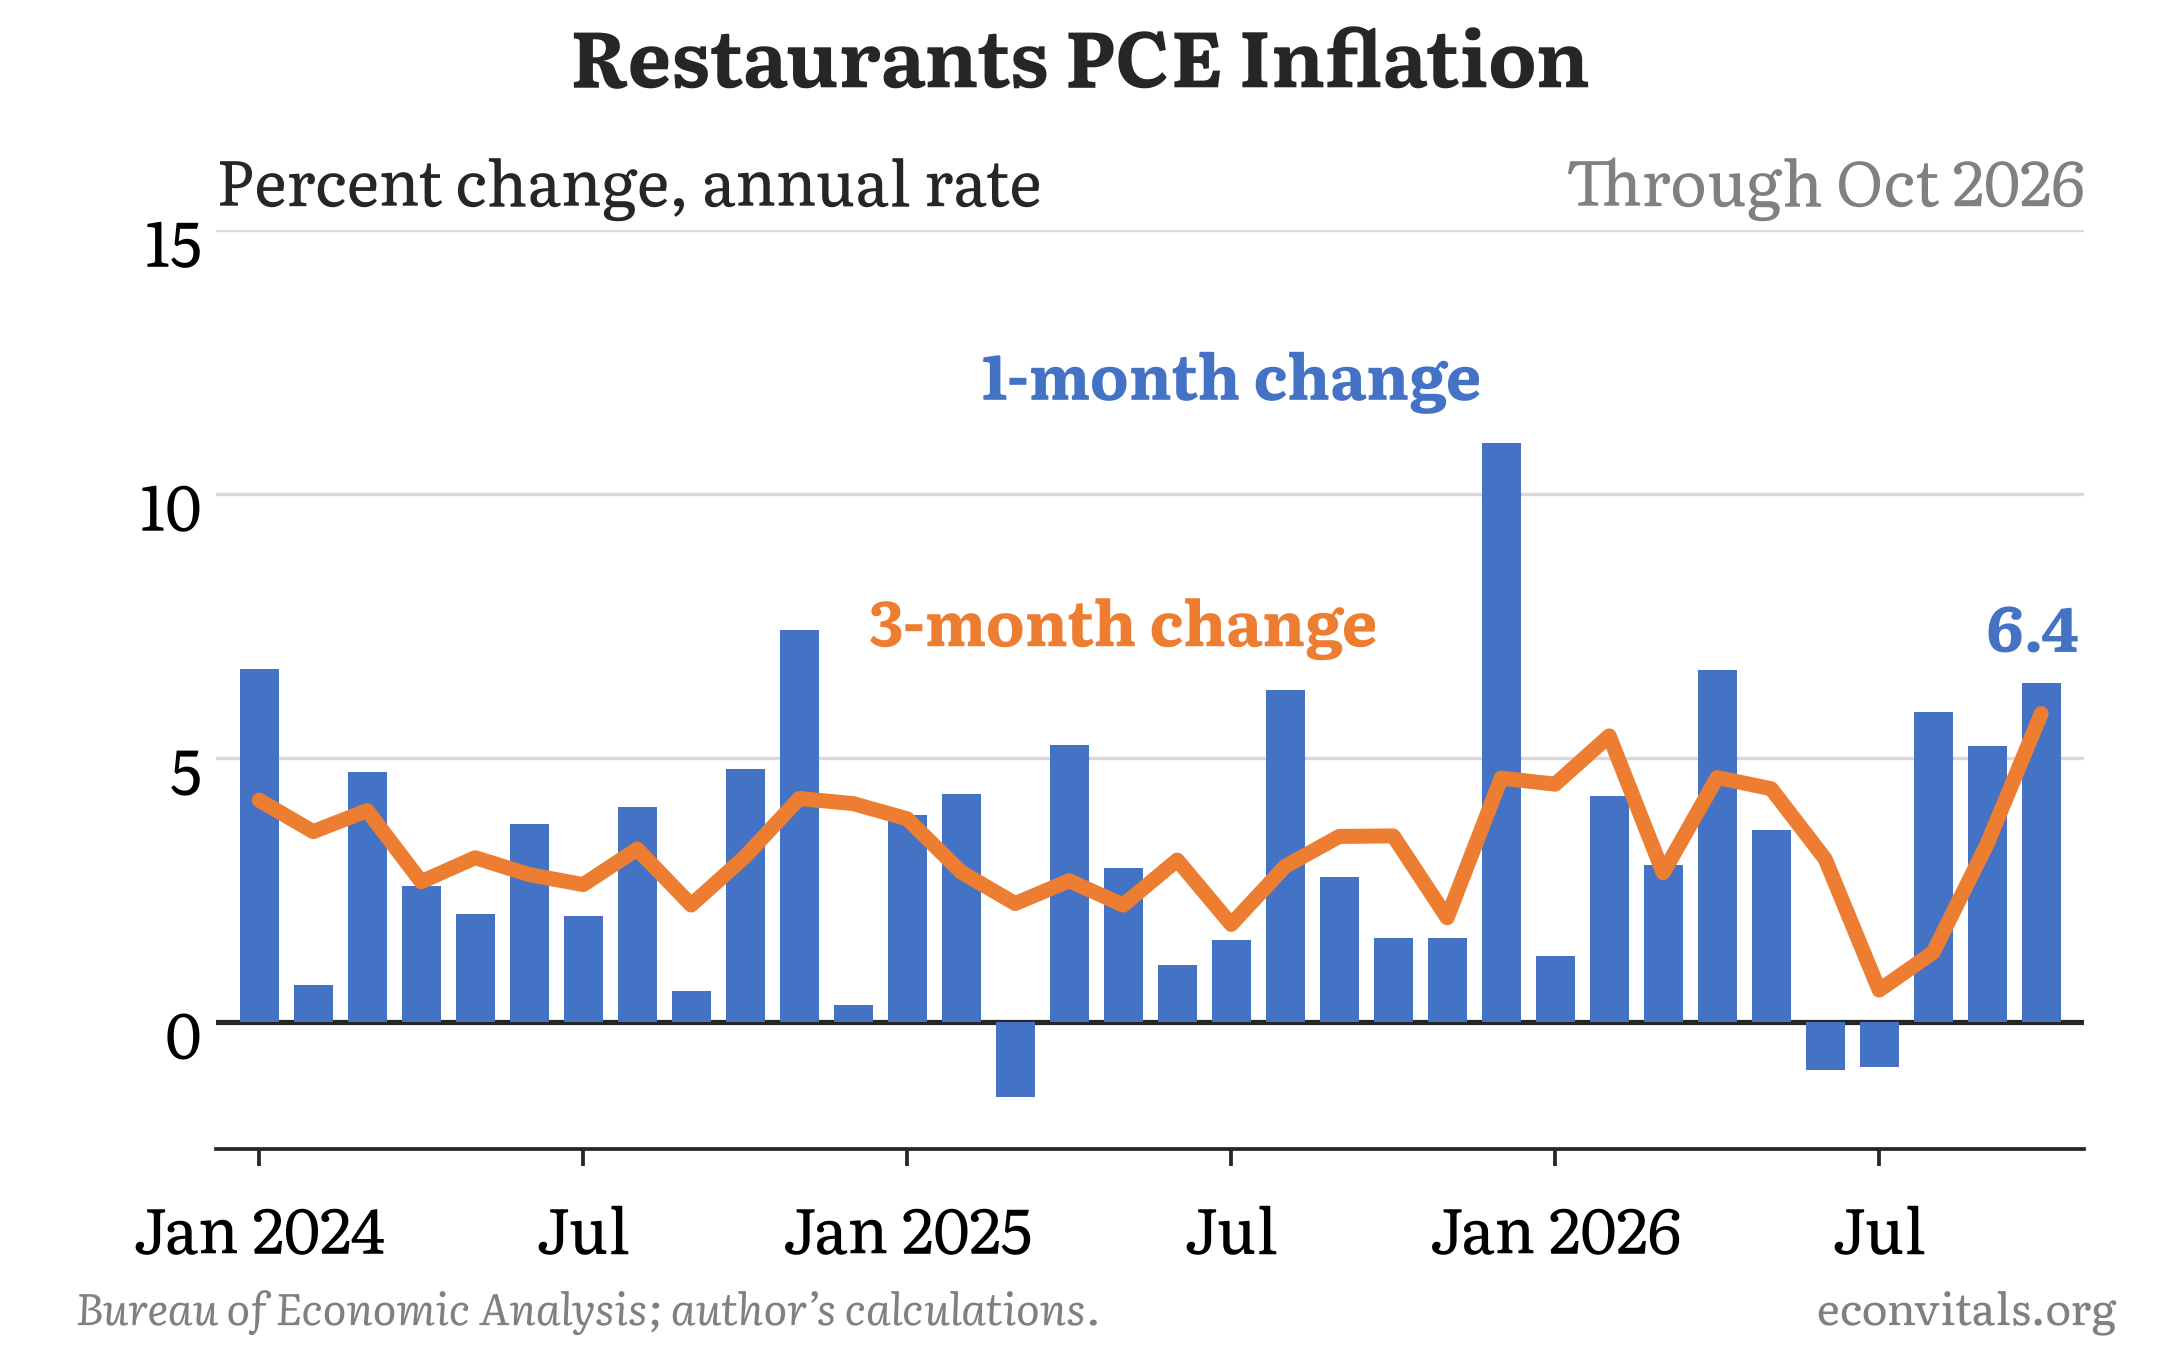 Restaurants PCE Inflation
Percent change, annual rate
Through Oct 2026
15
1-month change
10
3-month change
6.4
5
0
Jan 2024
Jul
Jan 2025
Jul
Jan 2026
Jul
Bureau of Economic Analysis; author’s calculations.
econvitals.org